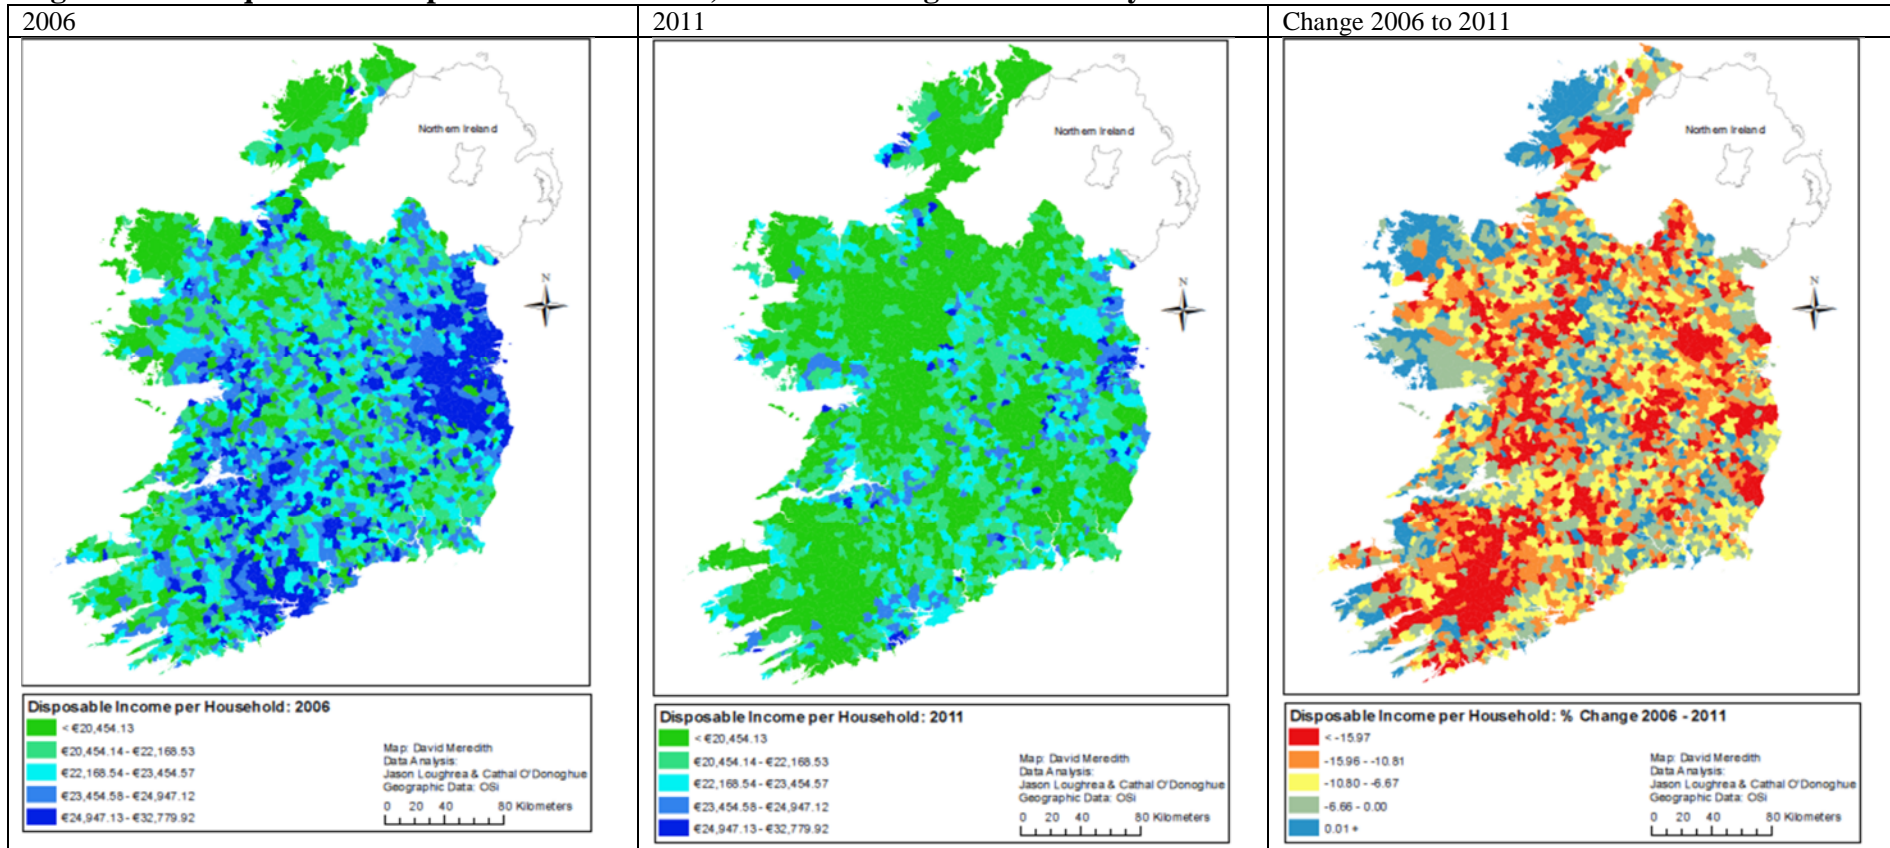 2006
2011
Change 2006 to 2011
Northern Ireland
N
Disposable Income per Household: 2006
< €20,454.13
€20,454.14 - €22,168.53
€22,168.54 - €23,454.57
€23,454.58 - €24,947.12
€24,947.13 - €32,779.92
Map: David Meredith
Data Analysis:
Jason Loughrea & Cathal O'Donoghue
Geographic Data: OSi
0 20 40 80 Kilometers
Northern Ireland
N
Disposable Income per Household: 2011
< €20,454.13
€20,454.14 - €22,168.53
€22,168.54 - €23,454.57
€23,454.58 - €24,947.12
€24,947.13 - €32,779.92
Map: David Meredith
Data Analysis:
Jason Loughrea & Cathal O'Donoghue
Geographic Data: OSi
0 20 40 80 Kilometers
Northern Ireland
N
Disposable Income per Household: % Change 2006 - 2011
< -15.97
-15.96 - -10.81
-10.80 - -6.67
-6.66 - 0.00
0.01 +
Map: David Meredith
Data Analysis:
Jason Loughrea & Cathal O'Donoghue
Geographic Data: OSi
0 20 40 80 Kilometers